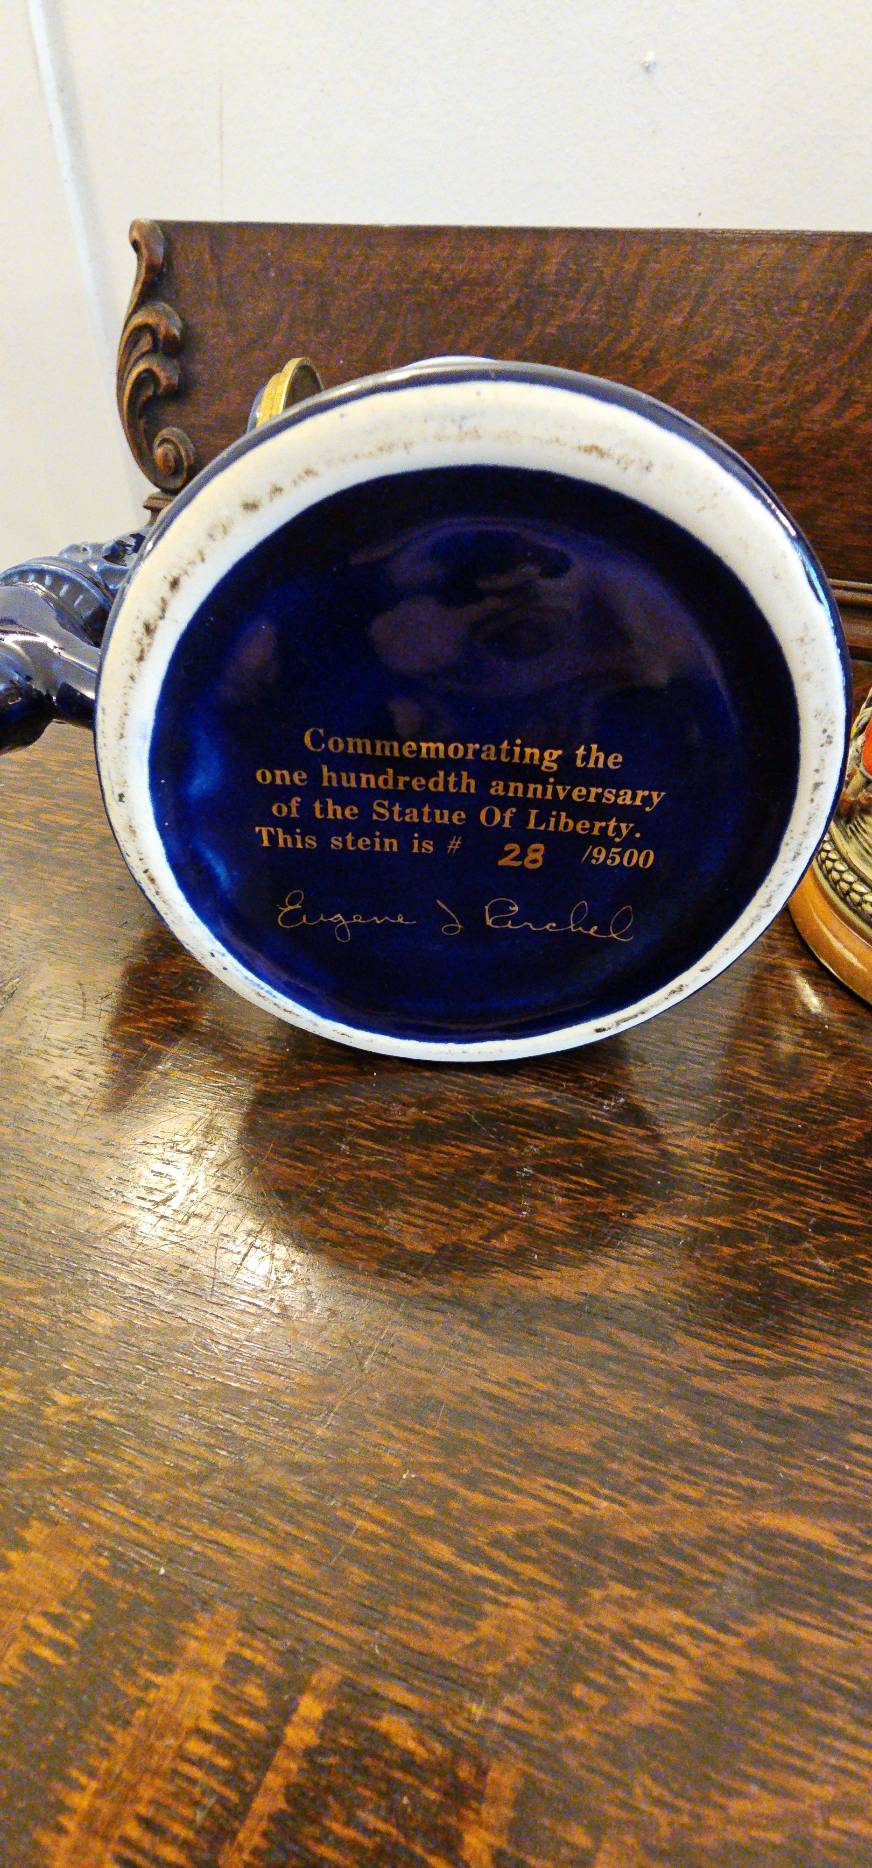 Commemorating the
one hundredth anniversary
of the Statue Of Liberty.
This stein is # 28 /9500
Eugene J